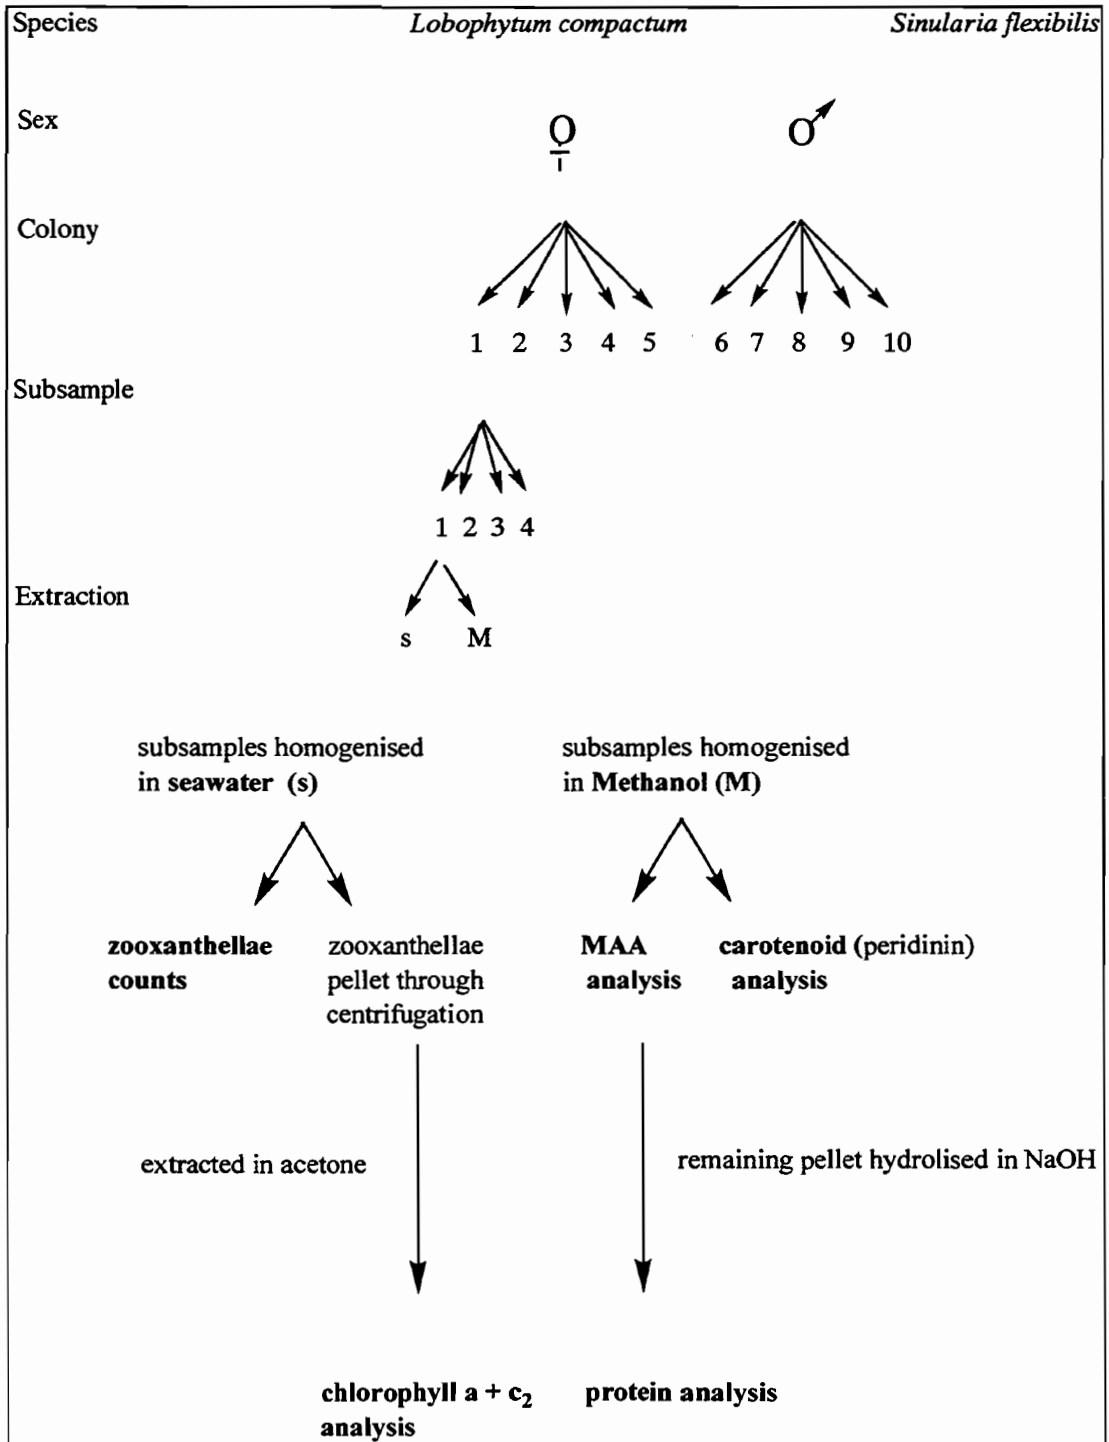 Species Lobophytum compactum Sinularia flexibilis
Sex ♀ ♂
Colony
1 2 3 4 5 6 7 8 9 10
Subsample
1 2 3 4
Extraction
s M
subsamples homogenised
in seawater (s)
subsamples homogenised
in Methanol (M)
zooxanthellae
counts
zooxanthellae
pellet through
centrifugation
MAA
analysis
carotenoid (peridinin)
analysis
extracted in acetone
remaining pellet hydrolised in NaOH
chlorophyll a + c₂
analysis
protein analysis